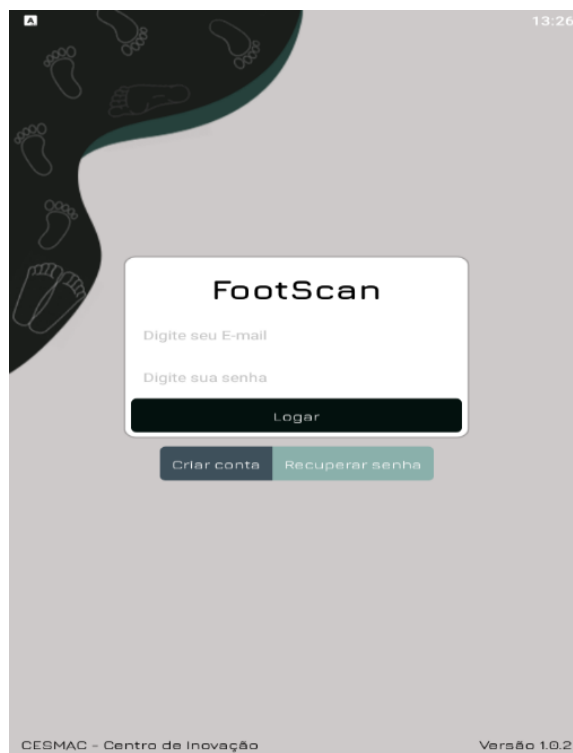 A
13:26
FootScan
Digite seu E-mail
Digite sua senha
Logar
Criar conta Recuperar senha
CESMAC - Centro de Inovação Versão 1.0.2